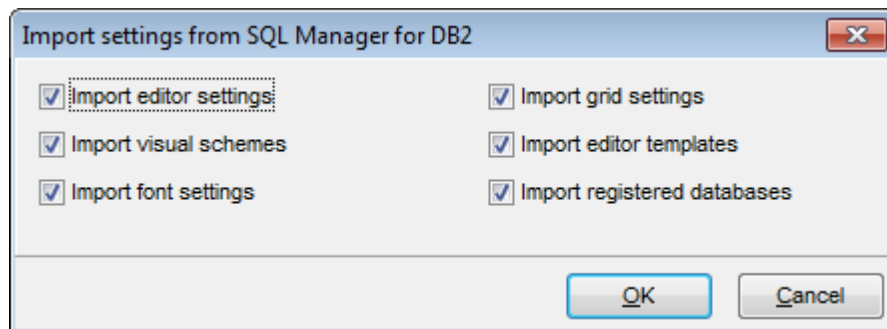 Import settings from SQL Manager for DB2
Import editor settings
Import grid settings
Import visual schemes
Import editor templates
Import font settings
Import registered databases
OK
Cancel